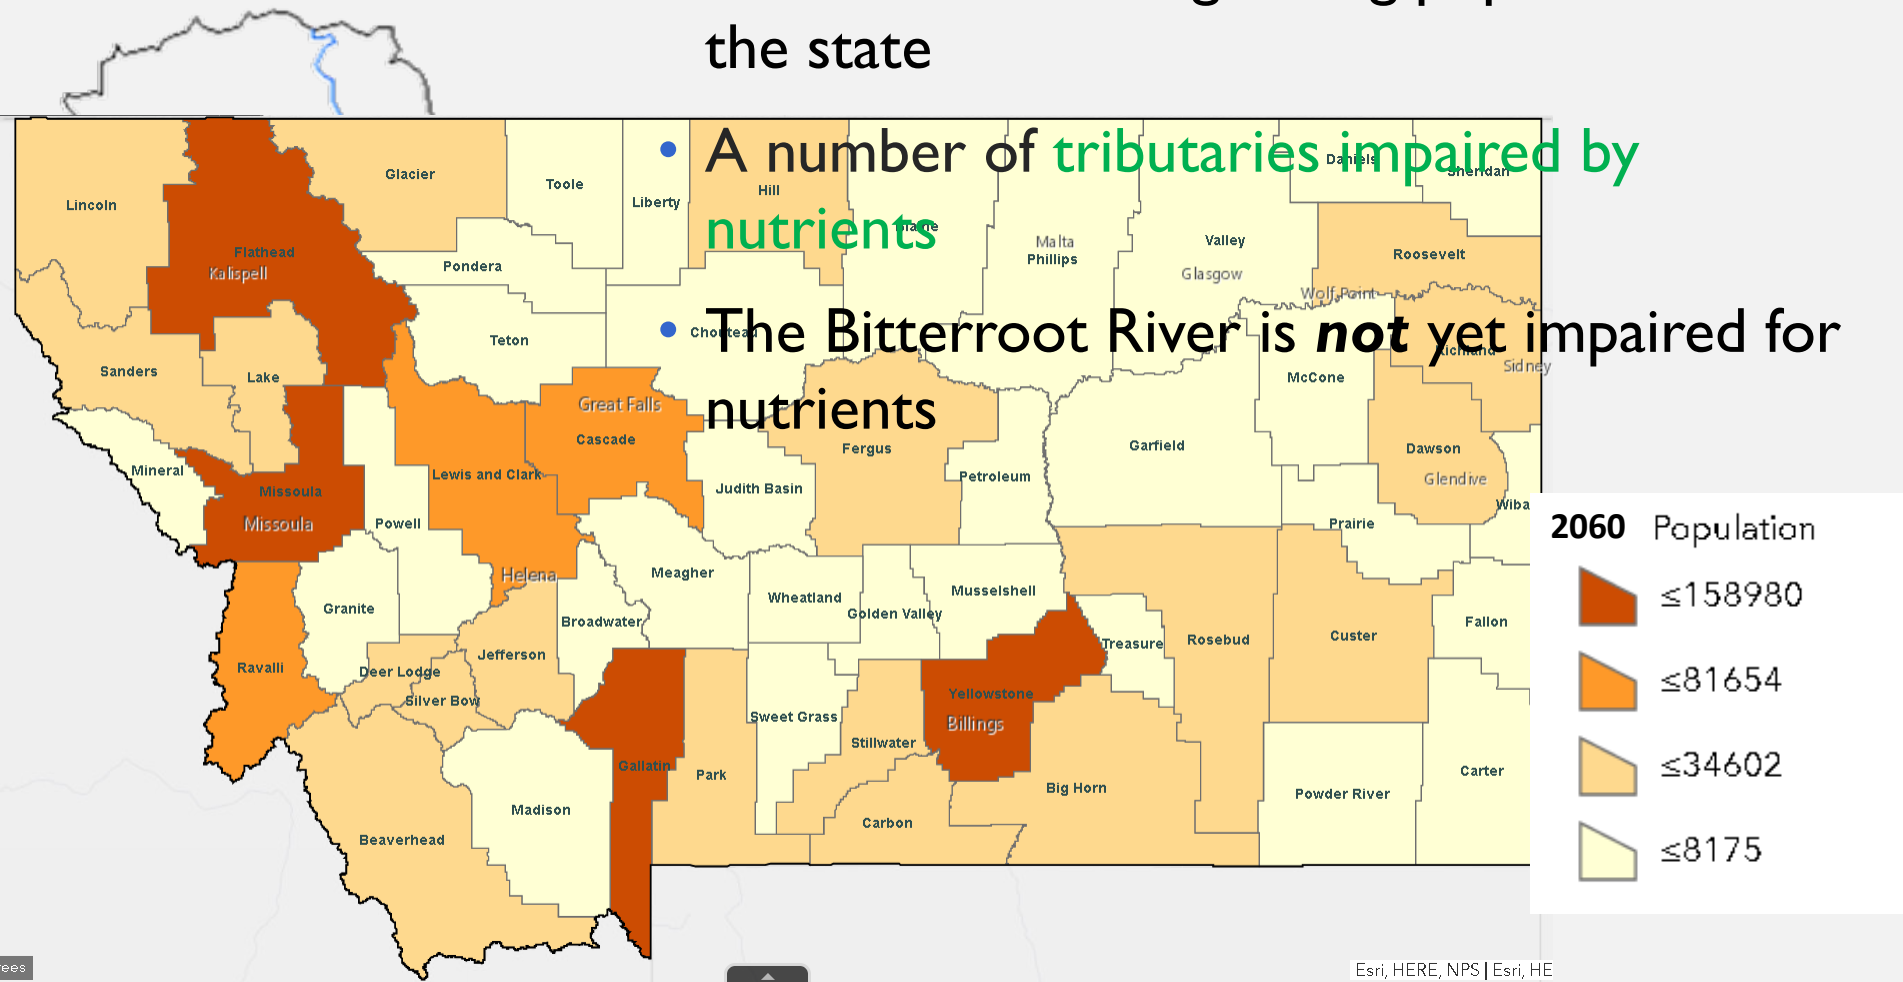 the state
• A number of tributaries impaired by
nutrients
• The Bitterroot River is not yet impaired for
nutrients
Lincoln
Flathead
Kalispell
Glacier
Toole
Liberty
Hill
Blaine
Malta
Phillips
Valley
Glasgow
Daniels
Sheridan
Roosevelt
Wolf Point
Pondera
Teton
Chouteau
Sanders
Lake
Great Falls
Cascade
Lewis and Clark
Fergus
Judith Basin
Petroleum
Garfield
McCone
Richland
Sidney
Dawson
Glendive
Wiba
Prairie
Mineral
Missoula
Missoula
Powell
Helena
Granite
Meagher
Broadwater
Wheatland
Golden Valley
Musselshell
Treasure
Rosebud
Custer
Fallon
Ravalli
Deer Lodge
Silver Bow
Jefferson
Gallatin
Park
Sweet Grass
Stillwater
Yellowstone
Billings
Big Horn
Carbon
Powder River
Carter
Madison
Beaverhead
2060 Population
≤158980
≤81654
≤34602
≤8175
rees
Esri, HERE, NPS | Esri, HE